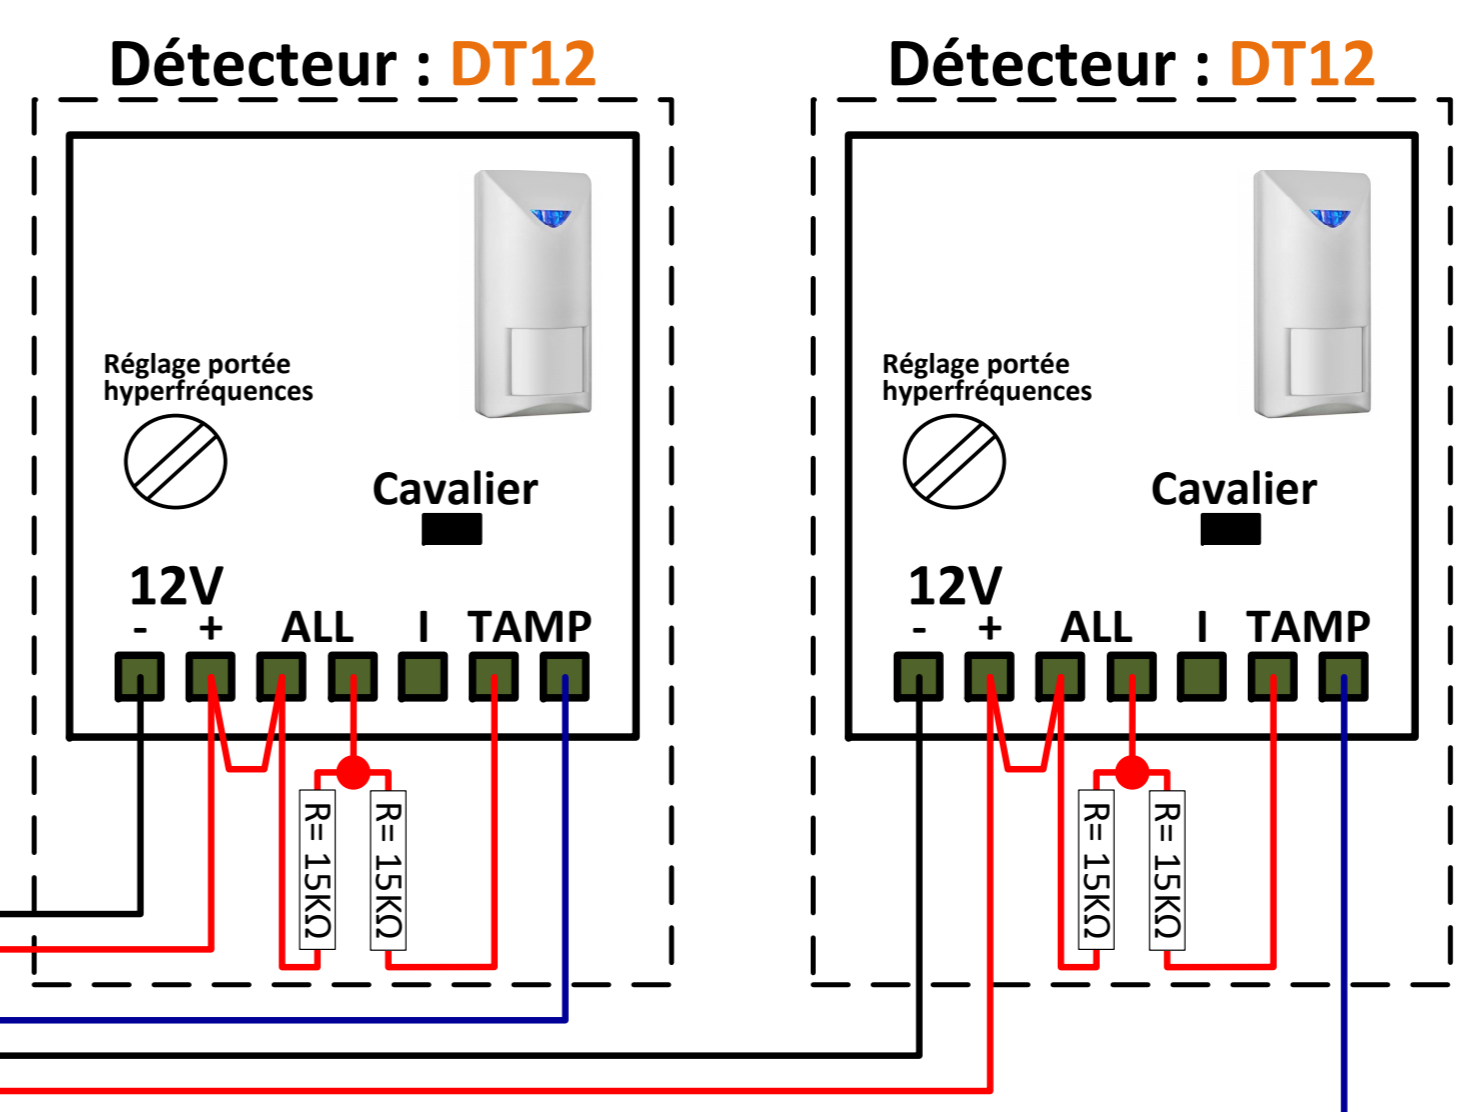 Détecteur : DT12
Réglage portée
hyperfréquences
Cavalier
12V
- + ALL I TAMP
R= 15KΩ
R= 15KΩ
Détecteur : DT12
Réglage portée
hyperfréquences
Cavalier
12V
- + ALL I TAMP
R= 15KΩ
R= 15KΩ